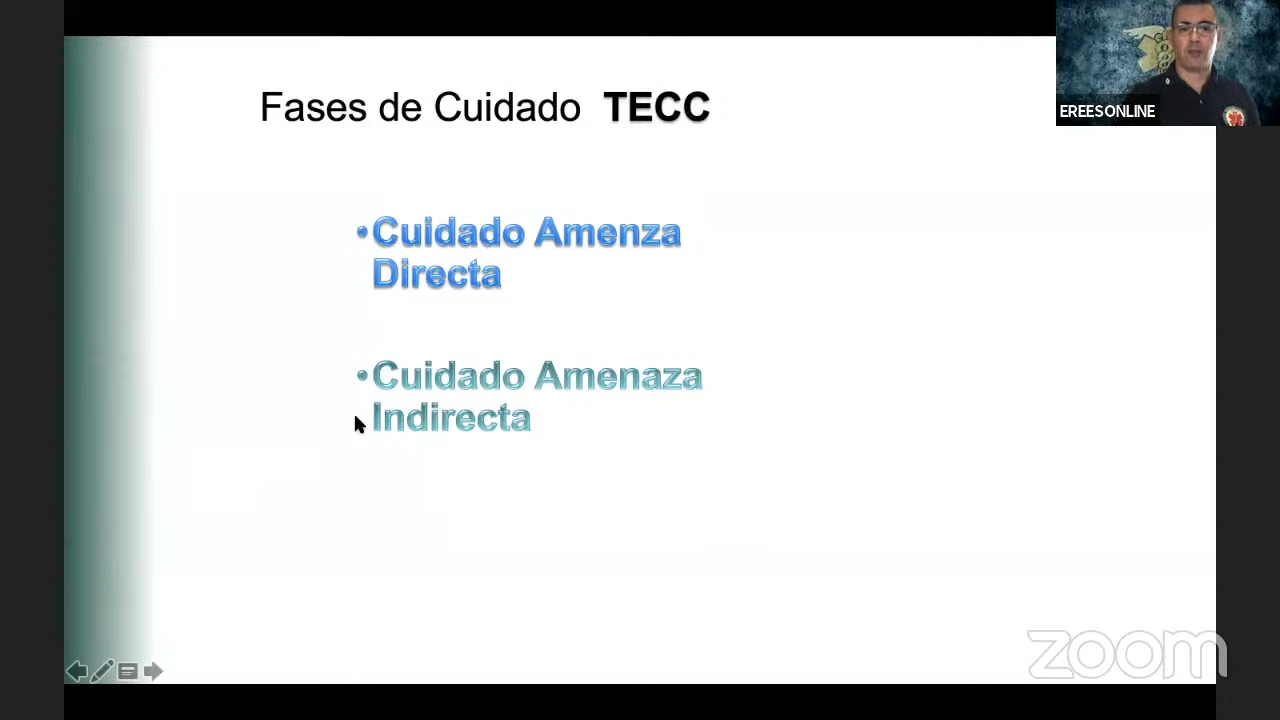 Fases de Cuidado TECC
EREESONLINE
•Cuidado Amenza
Directa
•Cuidado Amenaza
Indirecta
zoom